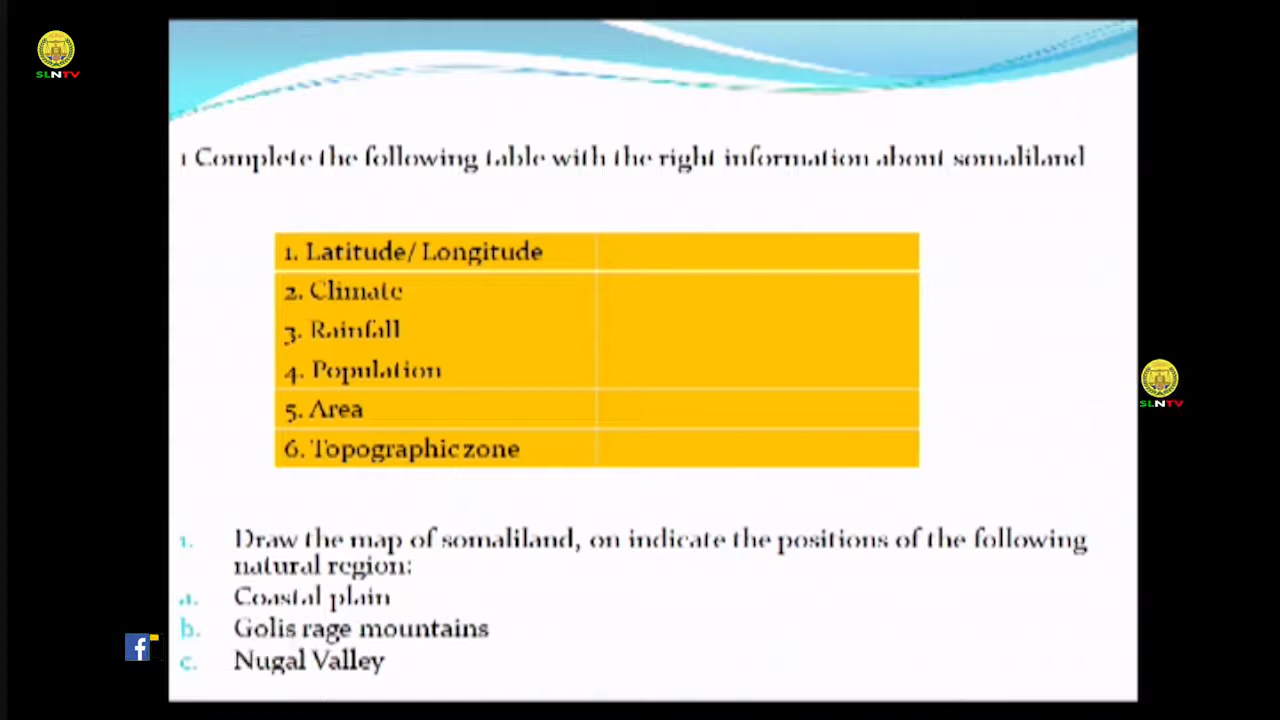 SLNTV
1 Complete the following table with the right information about somaliland
1. Latitude/ Longitude
2. Climate
3. Rainfall
4. Population
5. Area
6. Topographic zone
SLNTV
1. Draw the map of somaliland, on indicate the positions of the following
natural region:
a. Coastal plain
b. Golis rage mountains
c. Nugal Valley
f